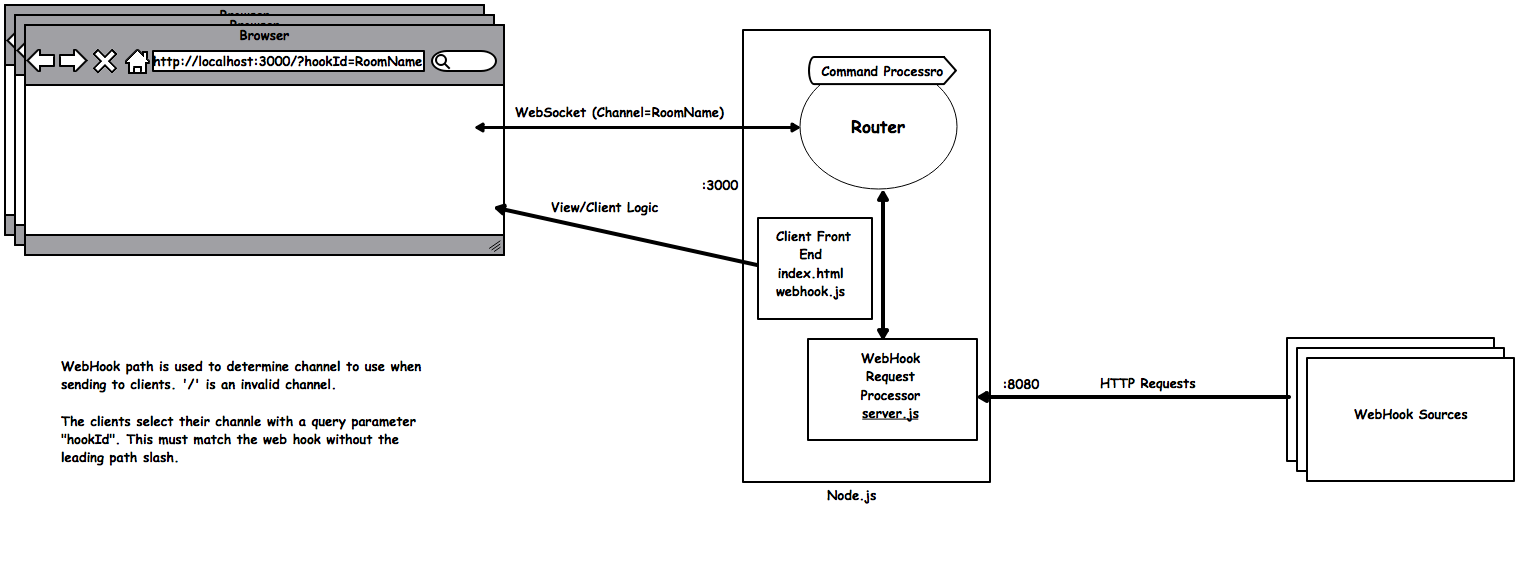 Browser
Browser
Browser
http://localhost:3000/?hookId=RoomName
Command Processro
WebSocket (Channel=RoomName)
Router
:3000
View/Client Logic
Client Front
End
index.html
webhook.js
WebHook path is used to determine channel to use when
sending to clients. '/' is an invalid channel.
The clients select their channle with a query parameter
"hookId". This must match the web hook without the
leading path slash.
WebHook
Request
Processor
server.js
:8080
HTTP Requests
WebHook Sources
Node.js